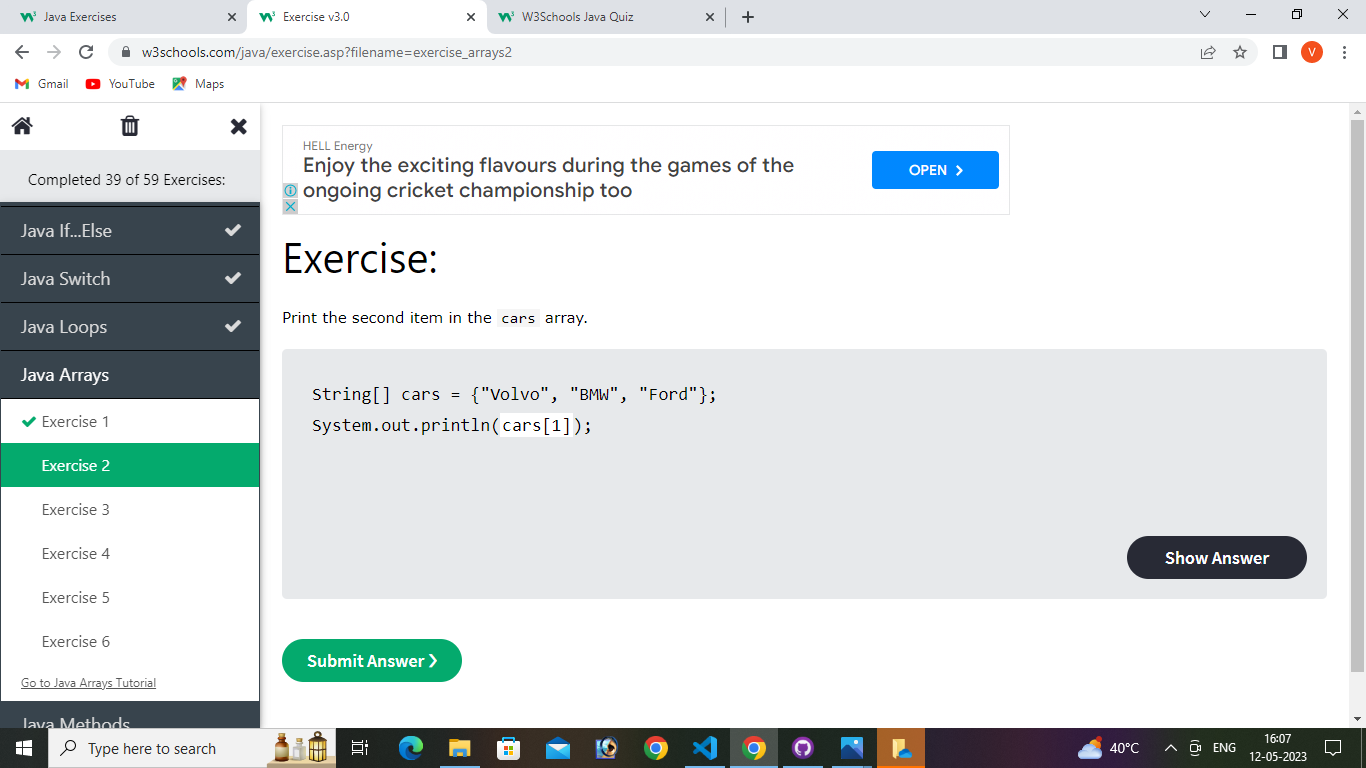 Java Exercises
Exercise v3.0
W3Schools Java Quiz
w3schools.com/java/exercise.asp?filename=exercise_arrays2
V
Gmail
YouTube
Maps
Completed 39 of 59 Exercises:
Java If...Else
Java Switch
Java Loops
Java Arrays
Exercise 1
Exercise 2
Exercise 3
Exercise 4
Exercise 5
Exercise 6
Go to Java Arrays Tutorial
Java Methods
HELL Energy
Enjoy the exciting flavours during the games of the
ongoing cricket championship too
OPEN
Exercise:
Print the second item in the cars array.
String[] cars = {"Volvo", "BMW", "Ford"};
System.out.println(cars[1]);
Show Answer
Submit Answer ❯
Type here to search
40°C
ENG
16:07
12-05-2023